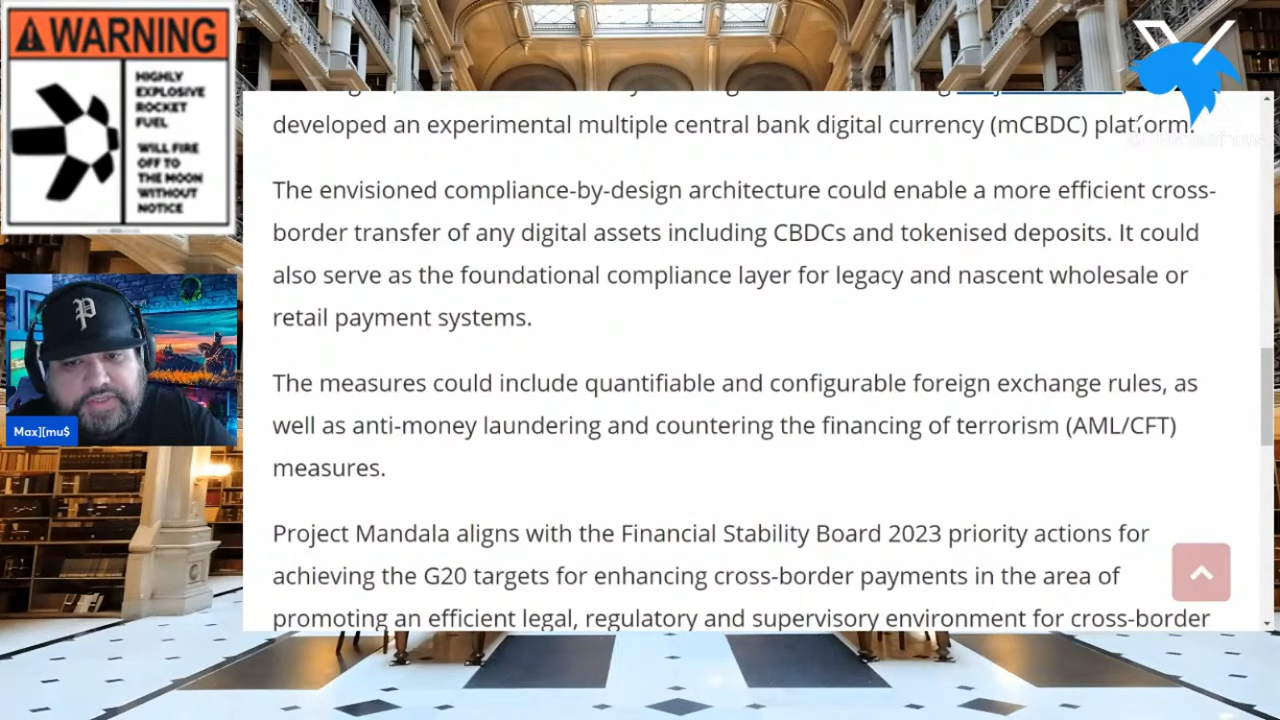 WARNING
HIGHLY
EXPLOSIVE
ROCKET
FUEL
WILL FIRE
OFF TO
THE MOON
WITHOUT
NOTICE
developed an experimental multiple central bank digital currency (mCBDC) platform.
The envisioned compliance-by-design architecture could enable a more efficient cross-
border transfer of any digital assets including CBDCs and tokenised deposits. It could
also serve as the foundational compliance layer for legacy and nascent wholesale or
retail payment systems.
The measures could include quantifiable and configurable foreign exchange rules, as
well as anti-money laundering and countering the financing of terrorism (AML/CFT)
measures.
Project Mandala aligns with the Financial Stability Board 2023 priority actions for
achieving the G20 targets for enhancing cross-border payments in the area of
promoting an efficient legal, regulatory and supervisory environment for cross-border
P
Max][mu$